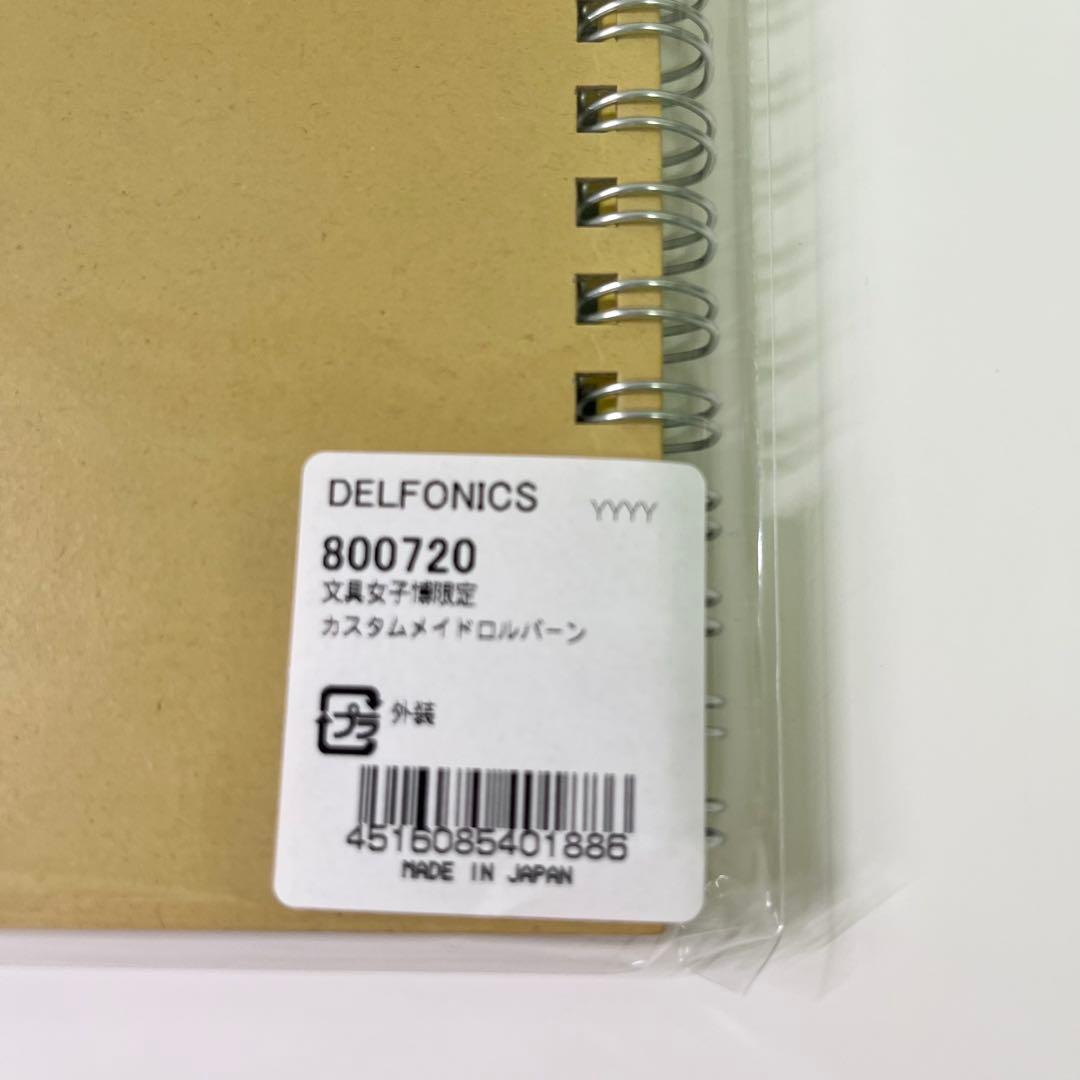 DELFONICS
YYYY
800720
文具女子博限定
カスタムメイドロルバーン
プラ
外装
4516085401886
MADE IN JAPAN